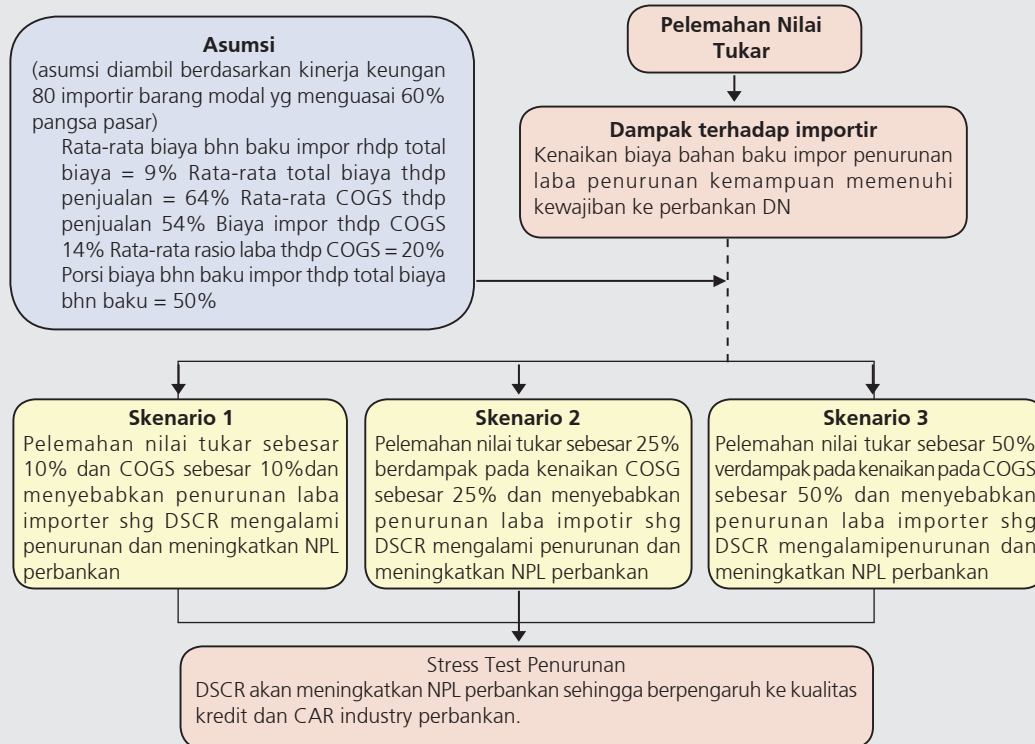 Asumsi
(asumsi diambil berdasarkan kinerja keungan
80 importir barang modal yg menguasai 60%
pangsa pasar)
Rata-rata biaya bhn baku impor rhdp total
biaya = 9% Rata-rata total biaya thdp
penjualan = 64% Rata-rata COGS thdp
penjualan 54% Biaya impor thdp COGS
14% Rata-rata rasio laba thdp COGS = 20%
Porsi biaya bhn baku impor thdp total biaya
bhn baku = 50%
Pelemahan Nilai
Tukar
Dampak terhadap importir
Kenaikan biaya bahan baku impor penurunan
laba penurunan kemampuan memenuhi
kewajiban ke perbankan DN
Skenario 1
Pelemahan nilai tukar sebesar
10% dan COGS sebesar 10%dan
menyebabkan penurunan laba
importer shg DSCR mengalami
penurunan dan meningkatkan NPL
perbankan
Skenario 2
Pelemahan nilai tukar sebesar 25%
berdampak pada kenaikan COSG
sebesar 25% dan menyebabkan
penurunan laba impotir shg
DSCR mengalami penurunan dan
meningkatkan NPL perbankan
Skenario 3
Pelemahan nilai tukar sebesar 50%
verdampak pada kenaikan pada COGS
sebesar 50% dan menyebabkan
penurunan laba importer shg
DSCR mengalamipenurunan dan
meningkatkan NPL perbankan
Stress Test Penurunan
DSCR akan meningkatkan NPL perbankan sehingga berpengaruh ke kualitas
kredit dan CAR industry perbankan.